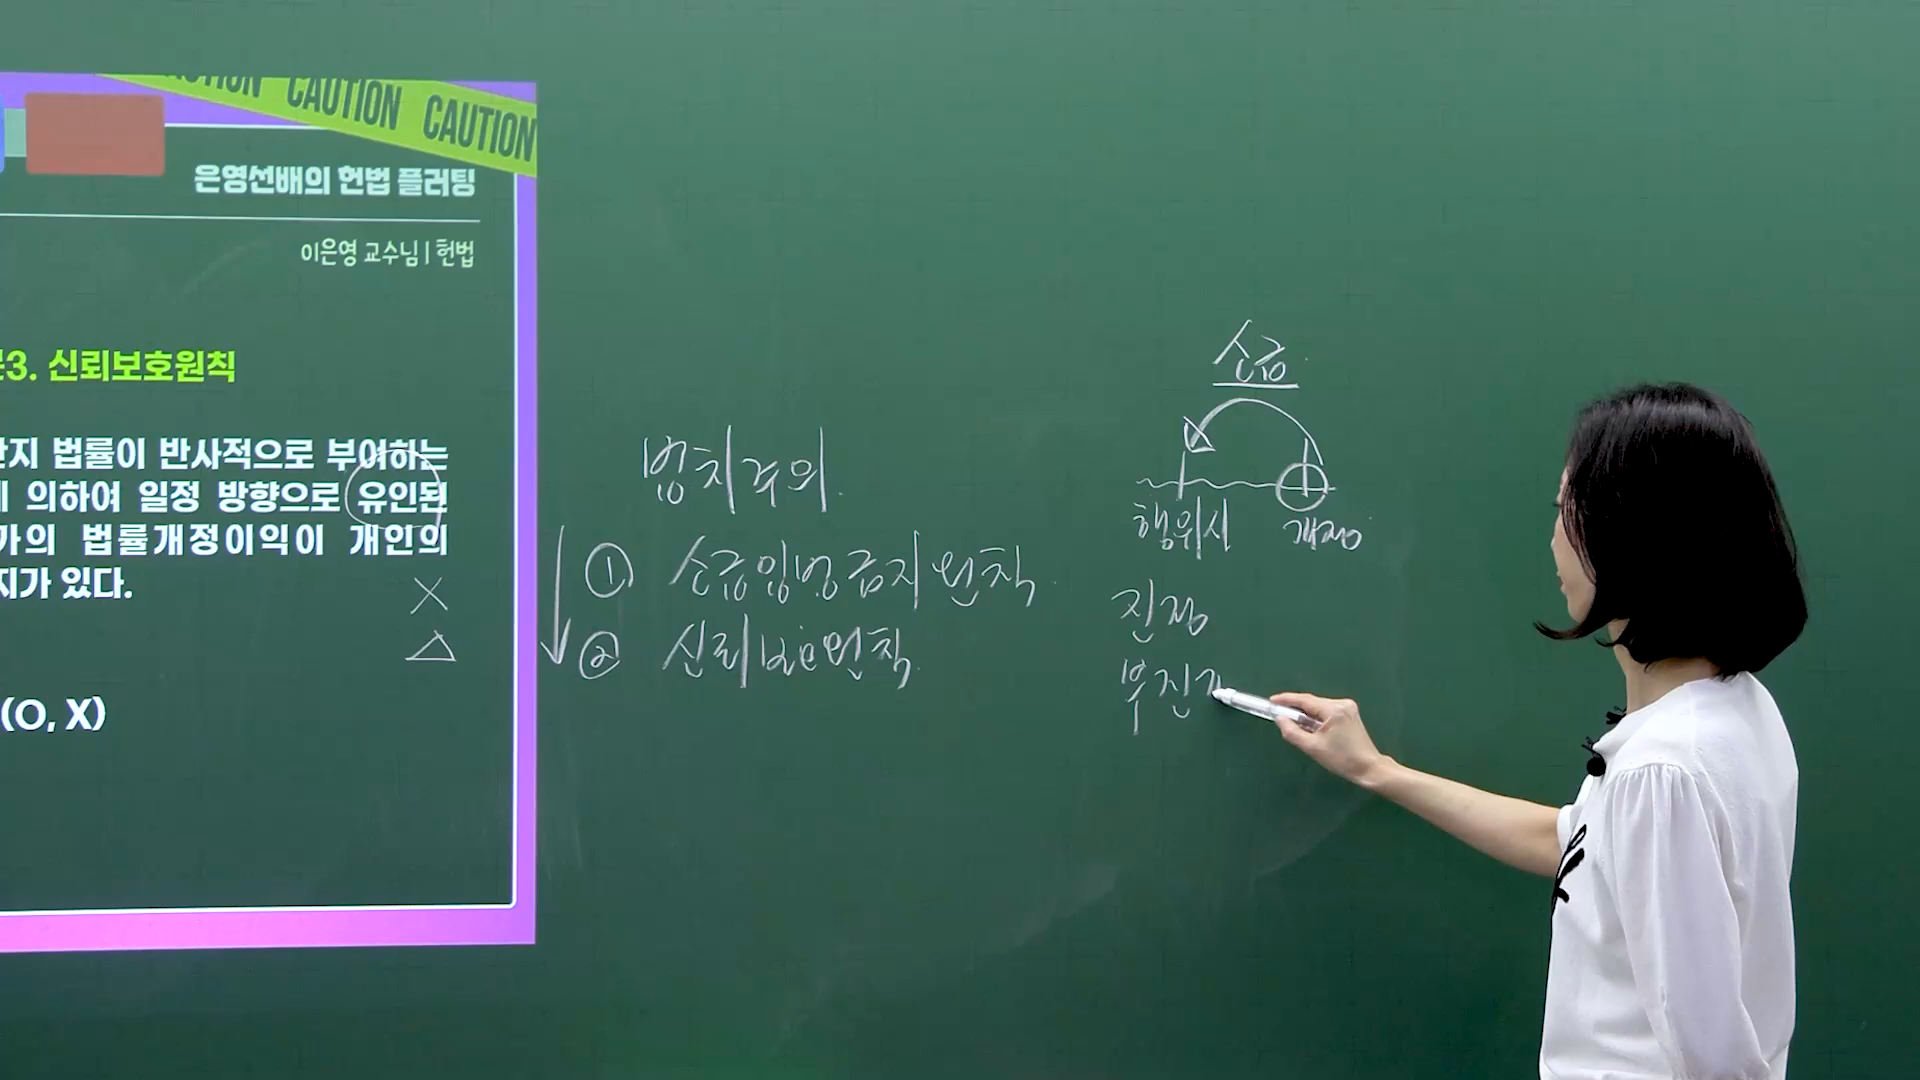 CAUTION CAUTION CAUTION
은영선배의 헌법 플러팅
이은영 교수님 | 헌법
3. 신뢰보호원칙
지 법률이 반사적으로 부여하는
의하여 일정 방향으로 유인된
가의 법률개정이익이 개인의
지가 있다.
X
△
(O, X)
법치주의.
① 소급입법금지원칙.
② 신뢰보호원칙.
소급.
행위시 개정
진정
부진